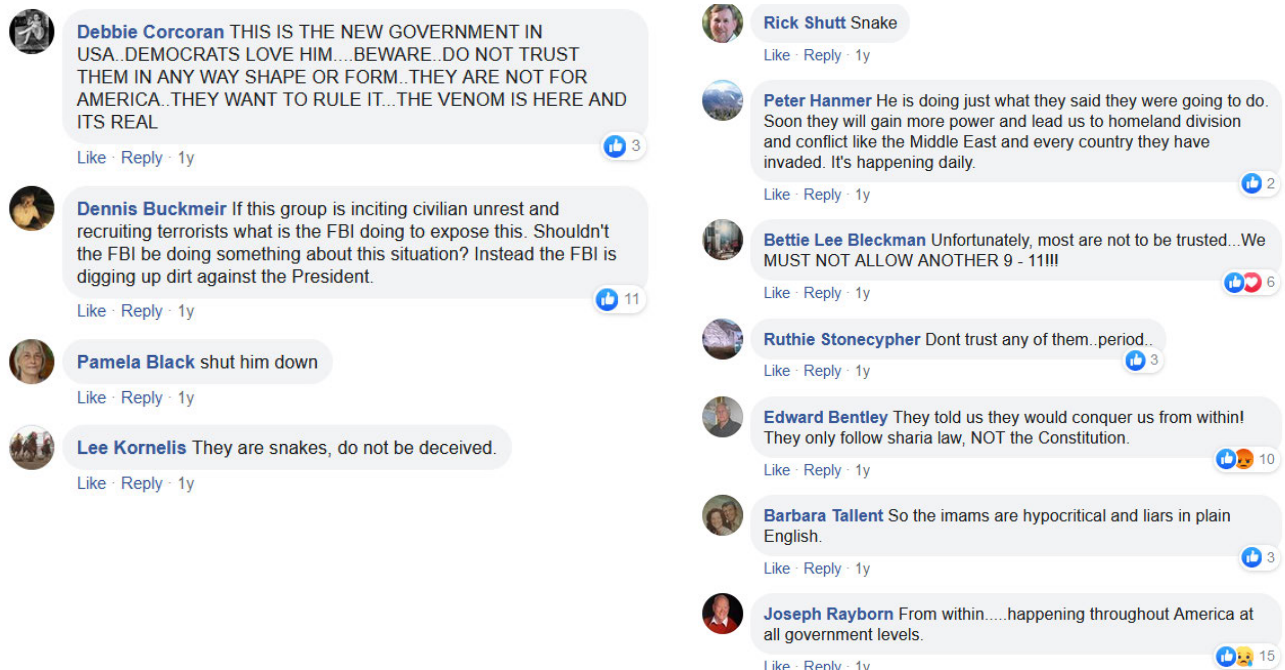 Debbie Corcoran THIS IS THE NEW GOVERNMENT IN
USA..DEMOCRATS LOVE HIM....BEWARE..DO NOT TRUST
THEM IN ANY WAY SHAPE OR FORM..THEY ARE NOT FOR
AMERICA..THEY WANT TO RULE IT...THE VENOM IS HERE AND
ITS REAL
3
Like · Reply · 1y
Dennis Buckmeir If this group is inciting civilian unrest and
recruiting terrorists what is the FBI doing to expose this. Shouldn't
the FBI be doing something about this situation? Instead the FBI is
digging up dirt against the President.
11
Like · Reply · 1y
Pamela Black shut him down
Like · Reply · 1y
Lee Kornelis They are snakes, do not be deceived.
Like · Reply · 1y
Rick Shutt Snake
Like · Reply · 1y
Peter Hanmer He is doing just what they said they were going to do.
Soon they will gain more power and lead us to homeland division
and conflict like the Middle East and every country they have
invaded. It's happening daily.
2
Like · Reply · 1y
Bettie Lee Bleckman Unfortunately, most are not to be trusted...We
MUST NOT ALLOW ANOTHER 9 - 11!!!
6
Like · Reply · 1y
Ruthie Stonecypher Dont trust any of them..period..
3
Like · Reply · 1y
Edward Bentley They told us they would conquer us from within!
They only follow sharia law, NOT the Constitution.
10
Like · Reply · 1y
Barbara Tallent So the imams are hypocritical and liars in plain
English.
3
Like · Reply · 1y
Joseph Rayborn From within.....happening throughout America at
all government levels.
15
Like · Reply · 1y